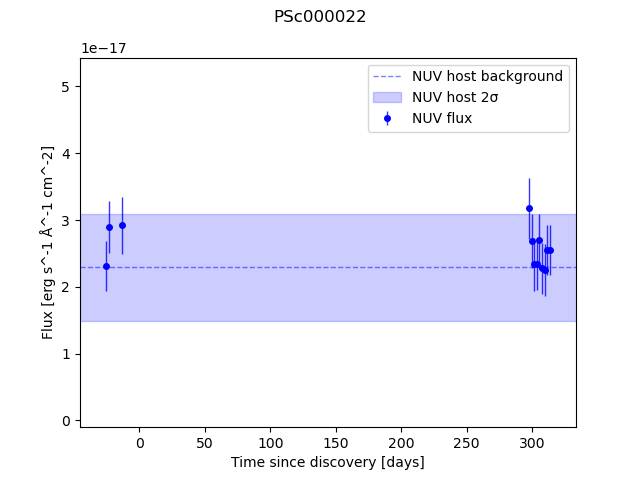 PSc000022
1e−17
NUV host background
NUV host 2σ
NUV flux
5
4
3
2
1
0
Flux [erg s^-1 Å^-1 cm^-2]
0 50 100 150 200 250 300
Time since discovery [days]